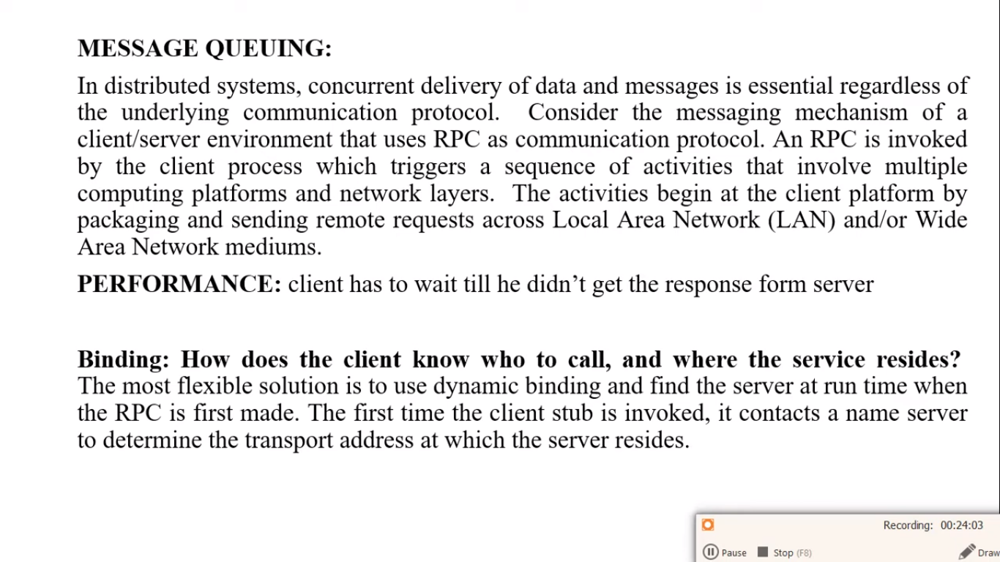 MESSAGE QUEUING:
In distributed systems, concurrent delivery of data and messages is essential regardless of
the underlying communication protocol. Consider the messaging mechanism of a
client/server environment that uses RPC as communication protocol. An RPC is invoked
by the client process which triggers a sequence of activities that involve multiple
computing platforms and network layers. The activities begin at the client platform by
packaging and sending remote requests across Local Area Network (LAN) and/or Wide
Area Network mediums.
PERFORMANCE: client has to wait till he didn’t get the response form server
Binding: How does the client know who to call, and where the service resides?
The most flexible solution is to use dynamic binding and find the server at run time when
the RPC is first made. The first time the client stub is invoked, it contacts a name server
to determine the transport address at which the server resides.
Recording: 00:24:03
Pause Stop (F8) Draw